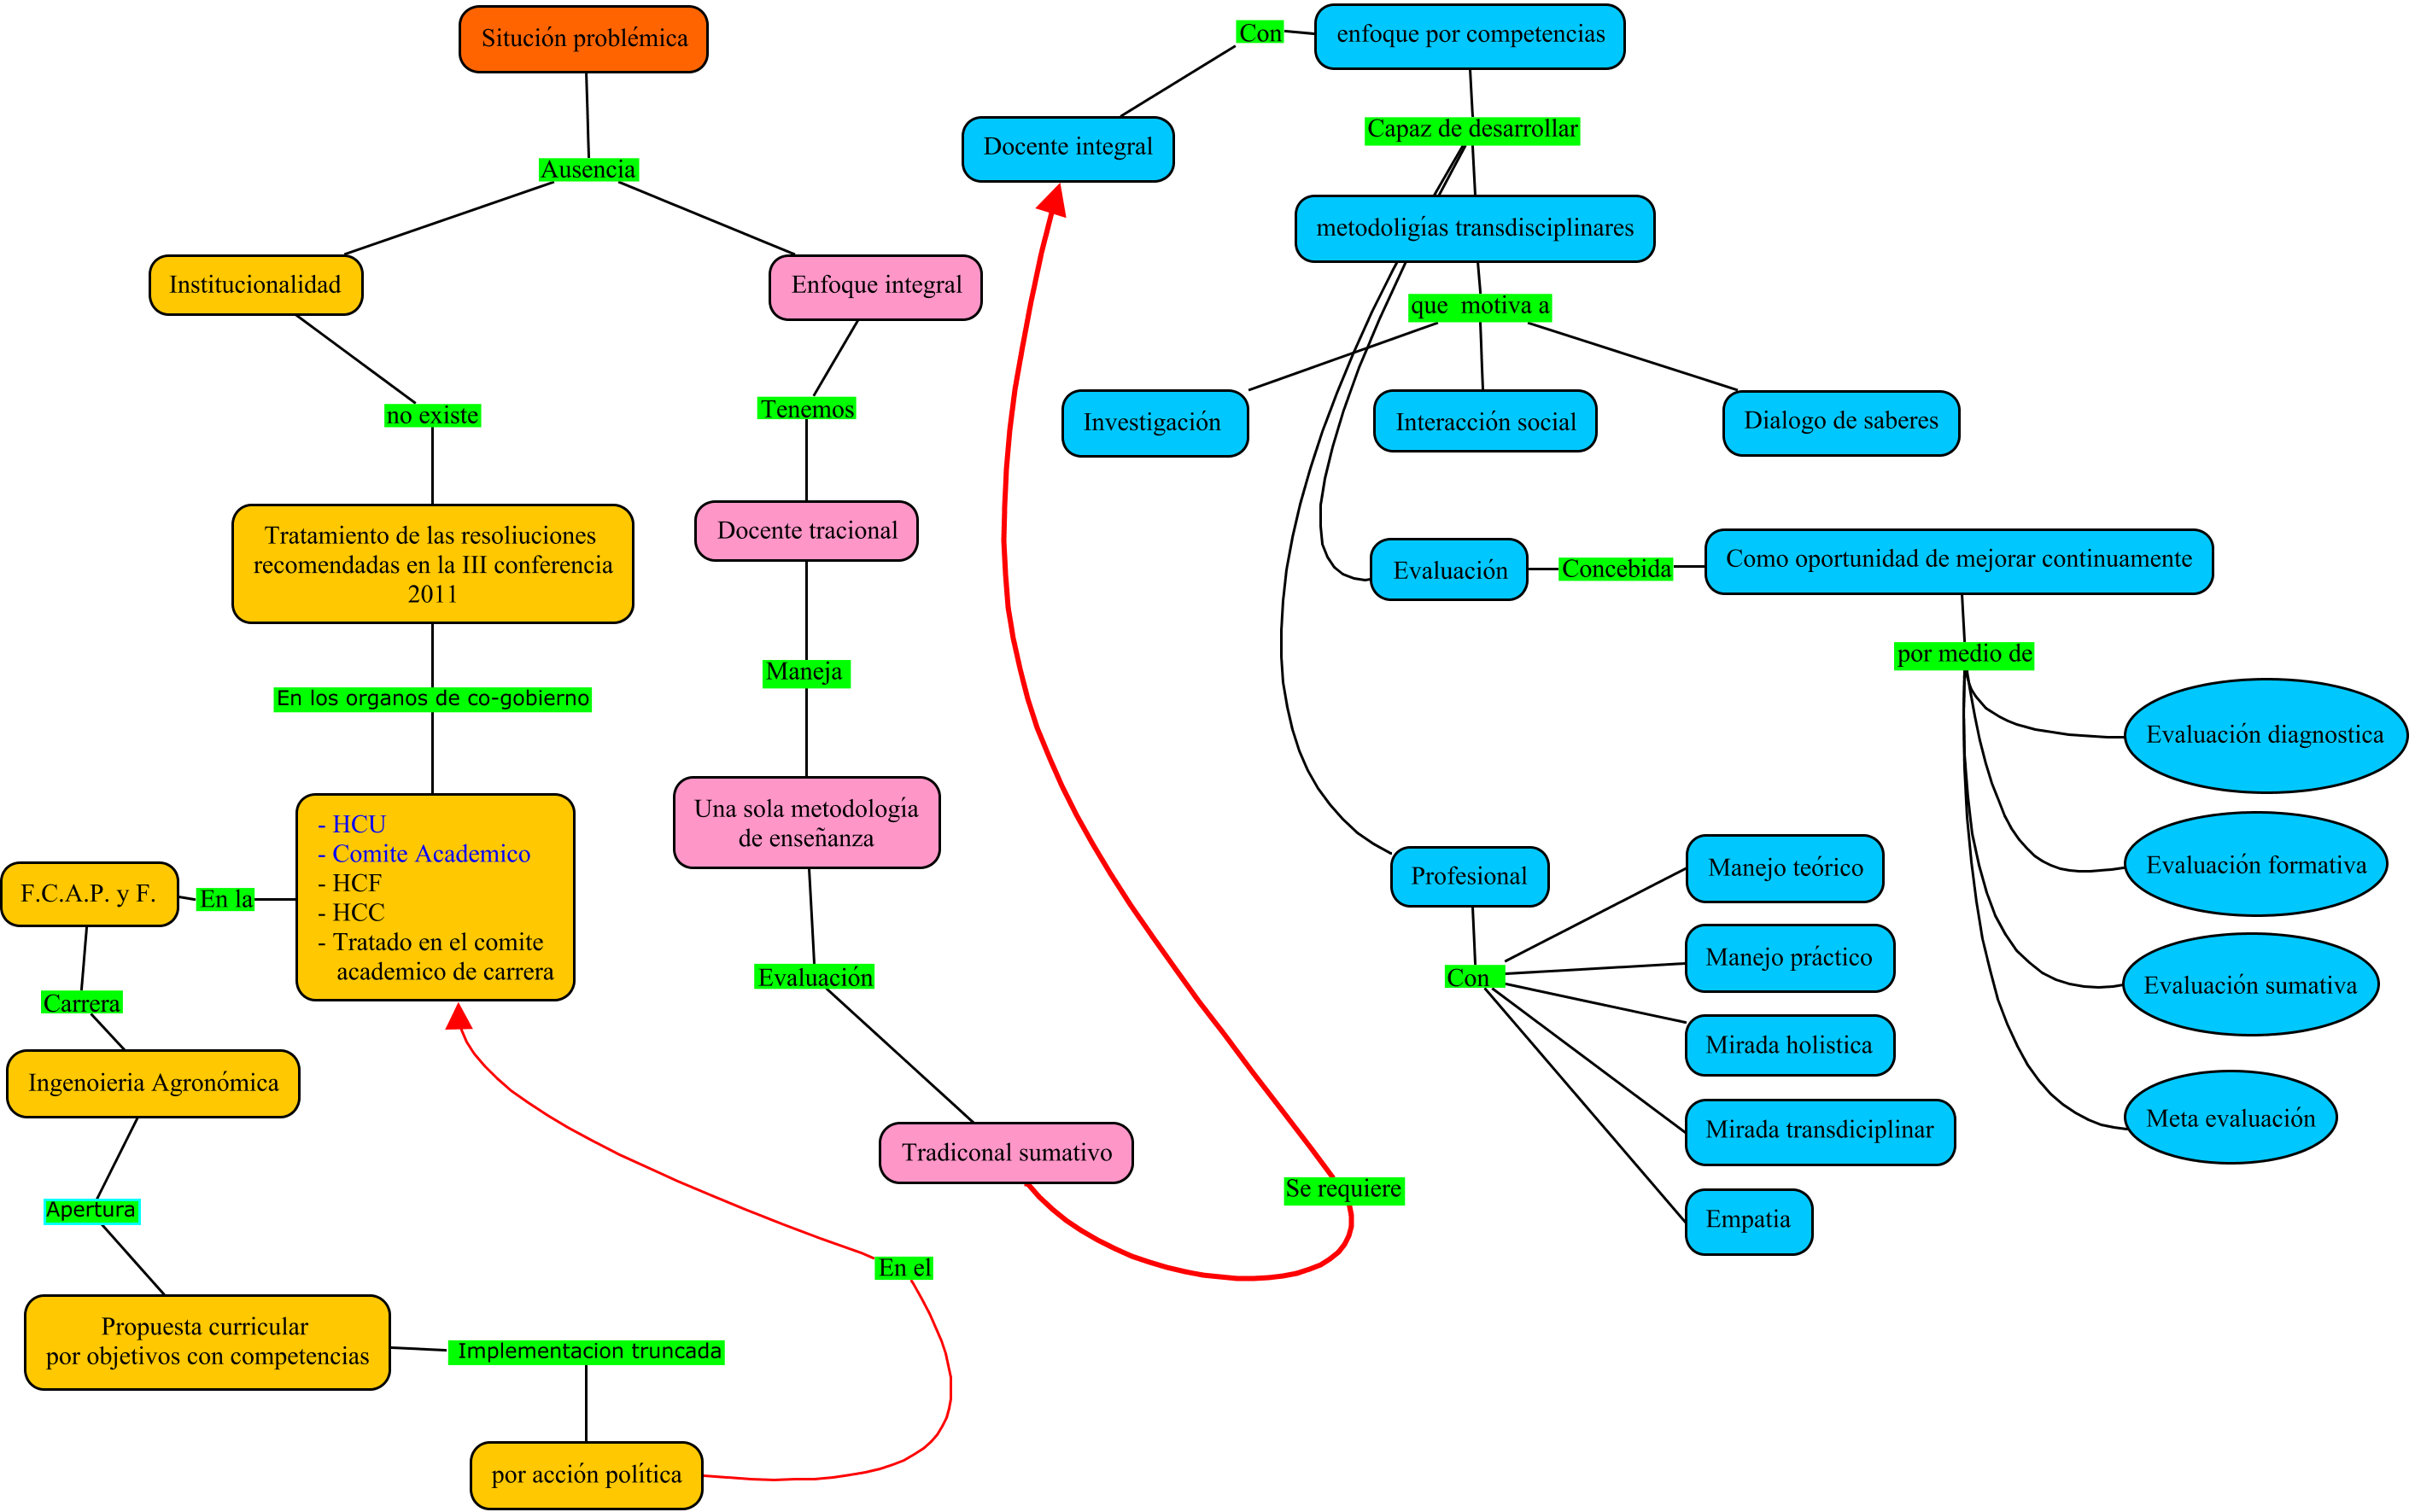 Situción problémica
Ausencia
Institucionalidad
no existe
Tratamiento de las resoliuciones
recomendadas en la III conferencia
2011
En los organos de co-gobierno
- HCU
- Comite Academico
- HCF
- HCC
- Tratado en el comite
academico de carrera
En la
F.C.A.P. y F.
Carrera
Ingenoieria Agronómica
Apertura
Propuesta curricular
por objetivos con competencias
Implementacion truncada
por acción política
En el
Enfoque integral
Tenemos
Docente tracional
Maneja
Una sola metodología
de enseñanza
Evaluación
Tradiconal sumativo
Se requiere
Docente integral
Con
enfoque por competencias
Capaz de desarrollar
metodoligías transdisciplinares
que  motiva a
Investigación
Interacción social
Dialogo de saberes
Evaluación
Concebida
Como oportunidad de mejorar continuamente
por medio de
Evaluación diagnostica
Evaluación formativa
Evaluación sumativa
Meta evaluación
Profesional
Con
Manejo teórico
Manejo práctico
Mirada holistica
Mirada transdiciplinar
Empatia